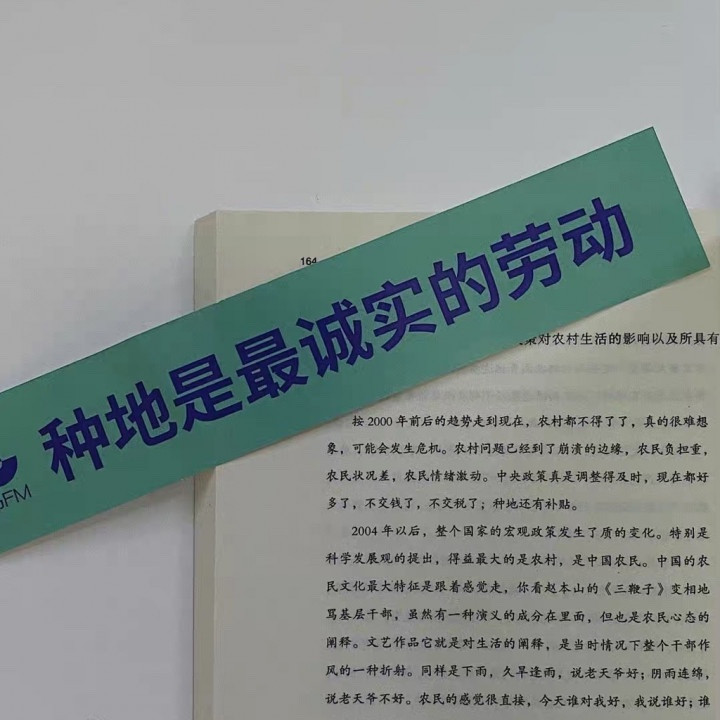 164
种地是最诚实的劳动
FM
策对农村生活的影响以及所具有
按 2000 年前后的趋势走到现在，农村都不得了了，真的很难想
象，可能会发生危机。农村问题已经到了崩溃的边缘，农民负担重，
农民状况差，农民情绪激动。中央政策真是调整得及时，现在都好
多了，不交钱了，不交税了；种地还有补贴。
2004 年以后，整个国家的宏观政策发生了质的变化。特别是
科学发展观的提出，得益最大的是农村，是中国农民。中国的农
民文化最大特征是跟着感觉走，你看赵本山的《三鞭子》变相地
骂基层干部，虽然有一种演义的成分在里面，但也是农民心态的
阐释。文艺作品它就是对生活的阐释，是当时情况下整个干部作
风的一种折射。同样是下雨，久旱逢雨，说老天爷好；阴雨连绵，
说老天爷不好。农民的感觉很直接，今天谁对我好，我说谁好；谁